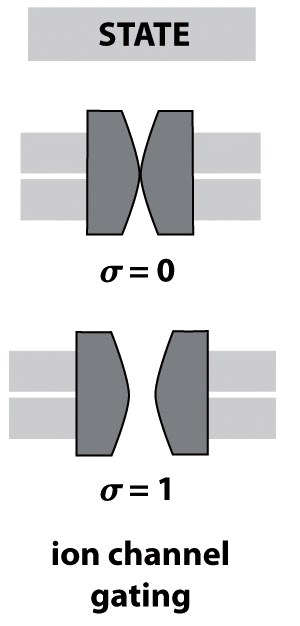 STATE
σ = 0
σ = 1
ion channel
gating